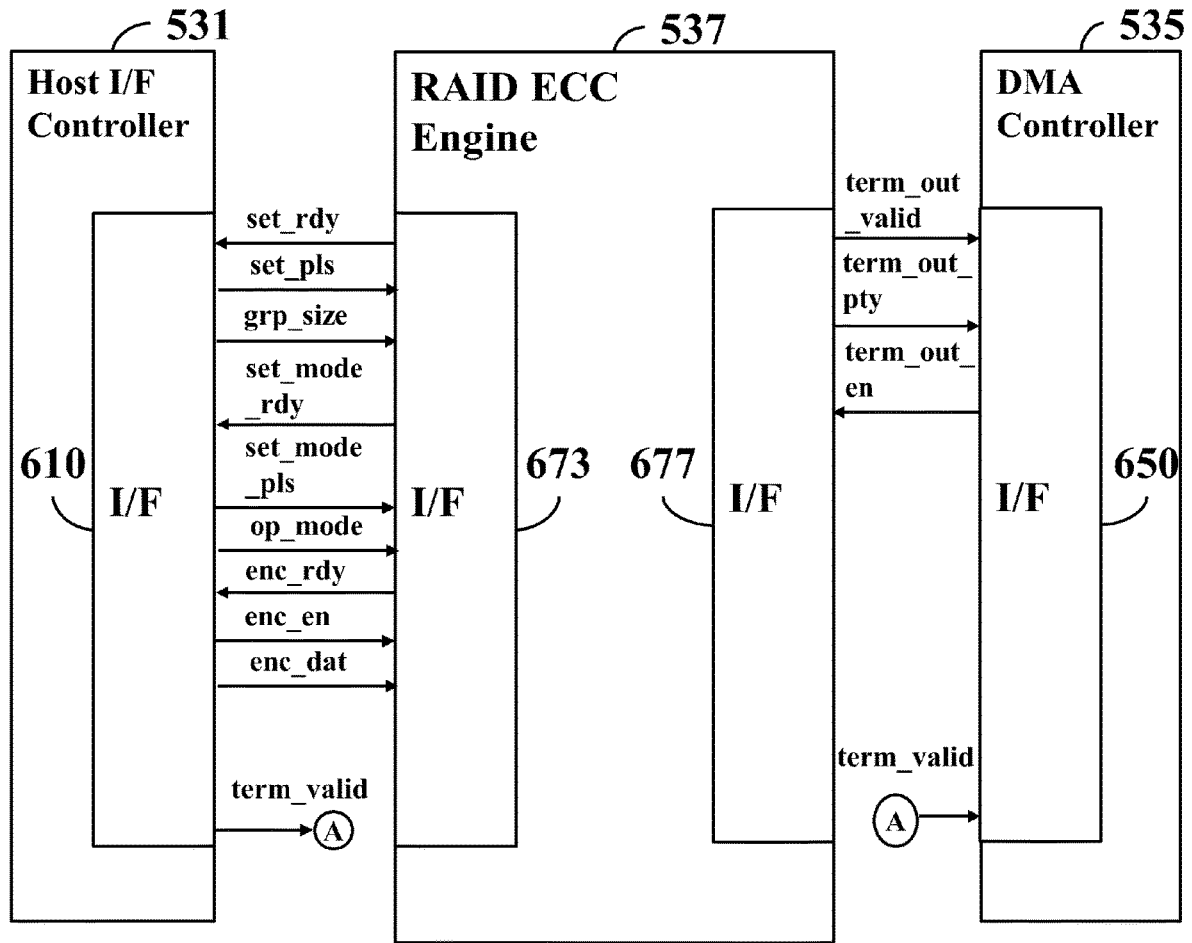 531
537
535
Host I/F
Controller
RAID ECC
Engine
DMA
Controller
set_rdy
set_pls
grp_size
set_mode
_rdy
set_mode
_pls
op_mode
enc_rdy
enc_en
enc_dat
term_valid
A
610
I/F
673
I/F
677
I/F
650
I/F
term_out
_valid
term_out_
pty
term_out_
en
term_valid
A